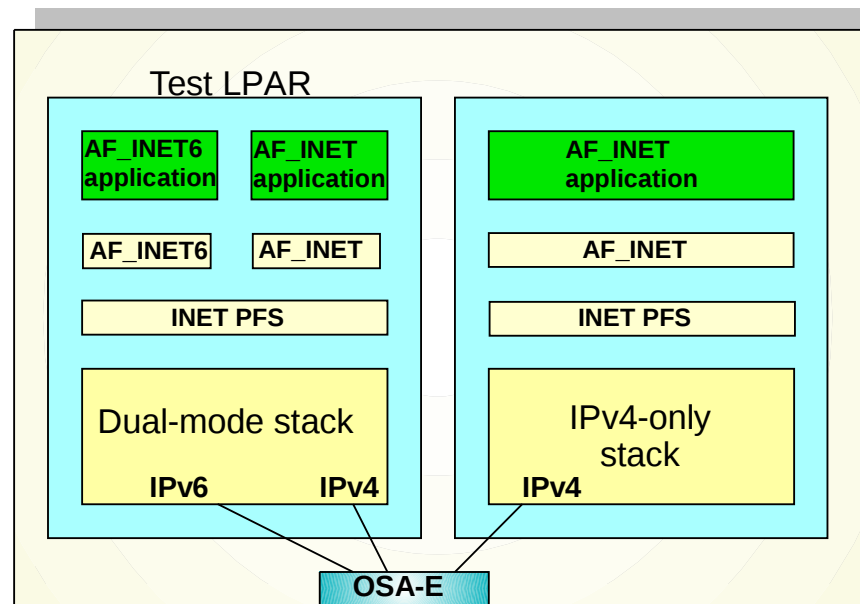 Test LPAR
AF_INET6
application
AF_INET
application
AF_INET6
AF_INET
INET PFS
Dual-mode stack
IPv6
IPv4
AF_INET
application
AF_INET
INET PFS
IPv4-only
stack
IPv4
OSA-E